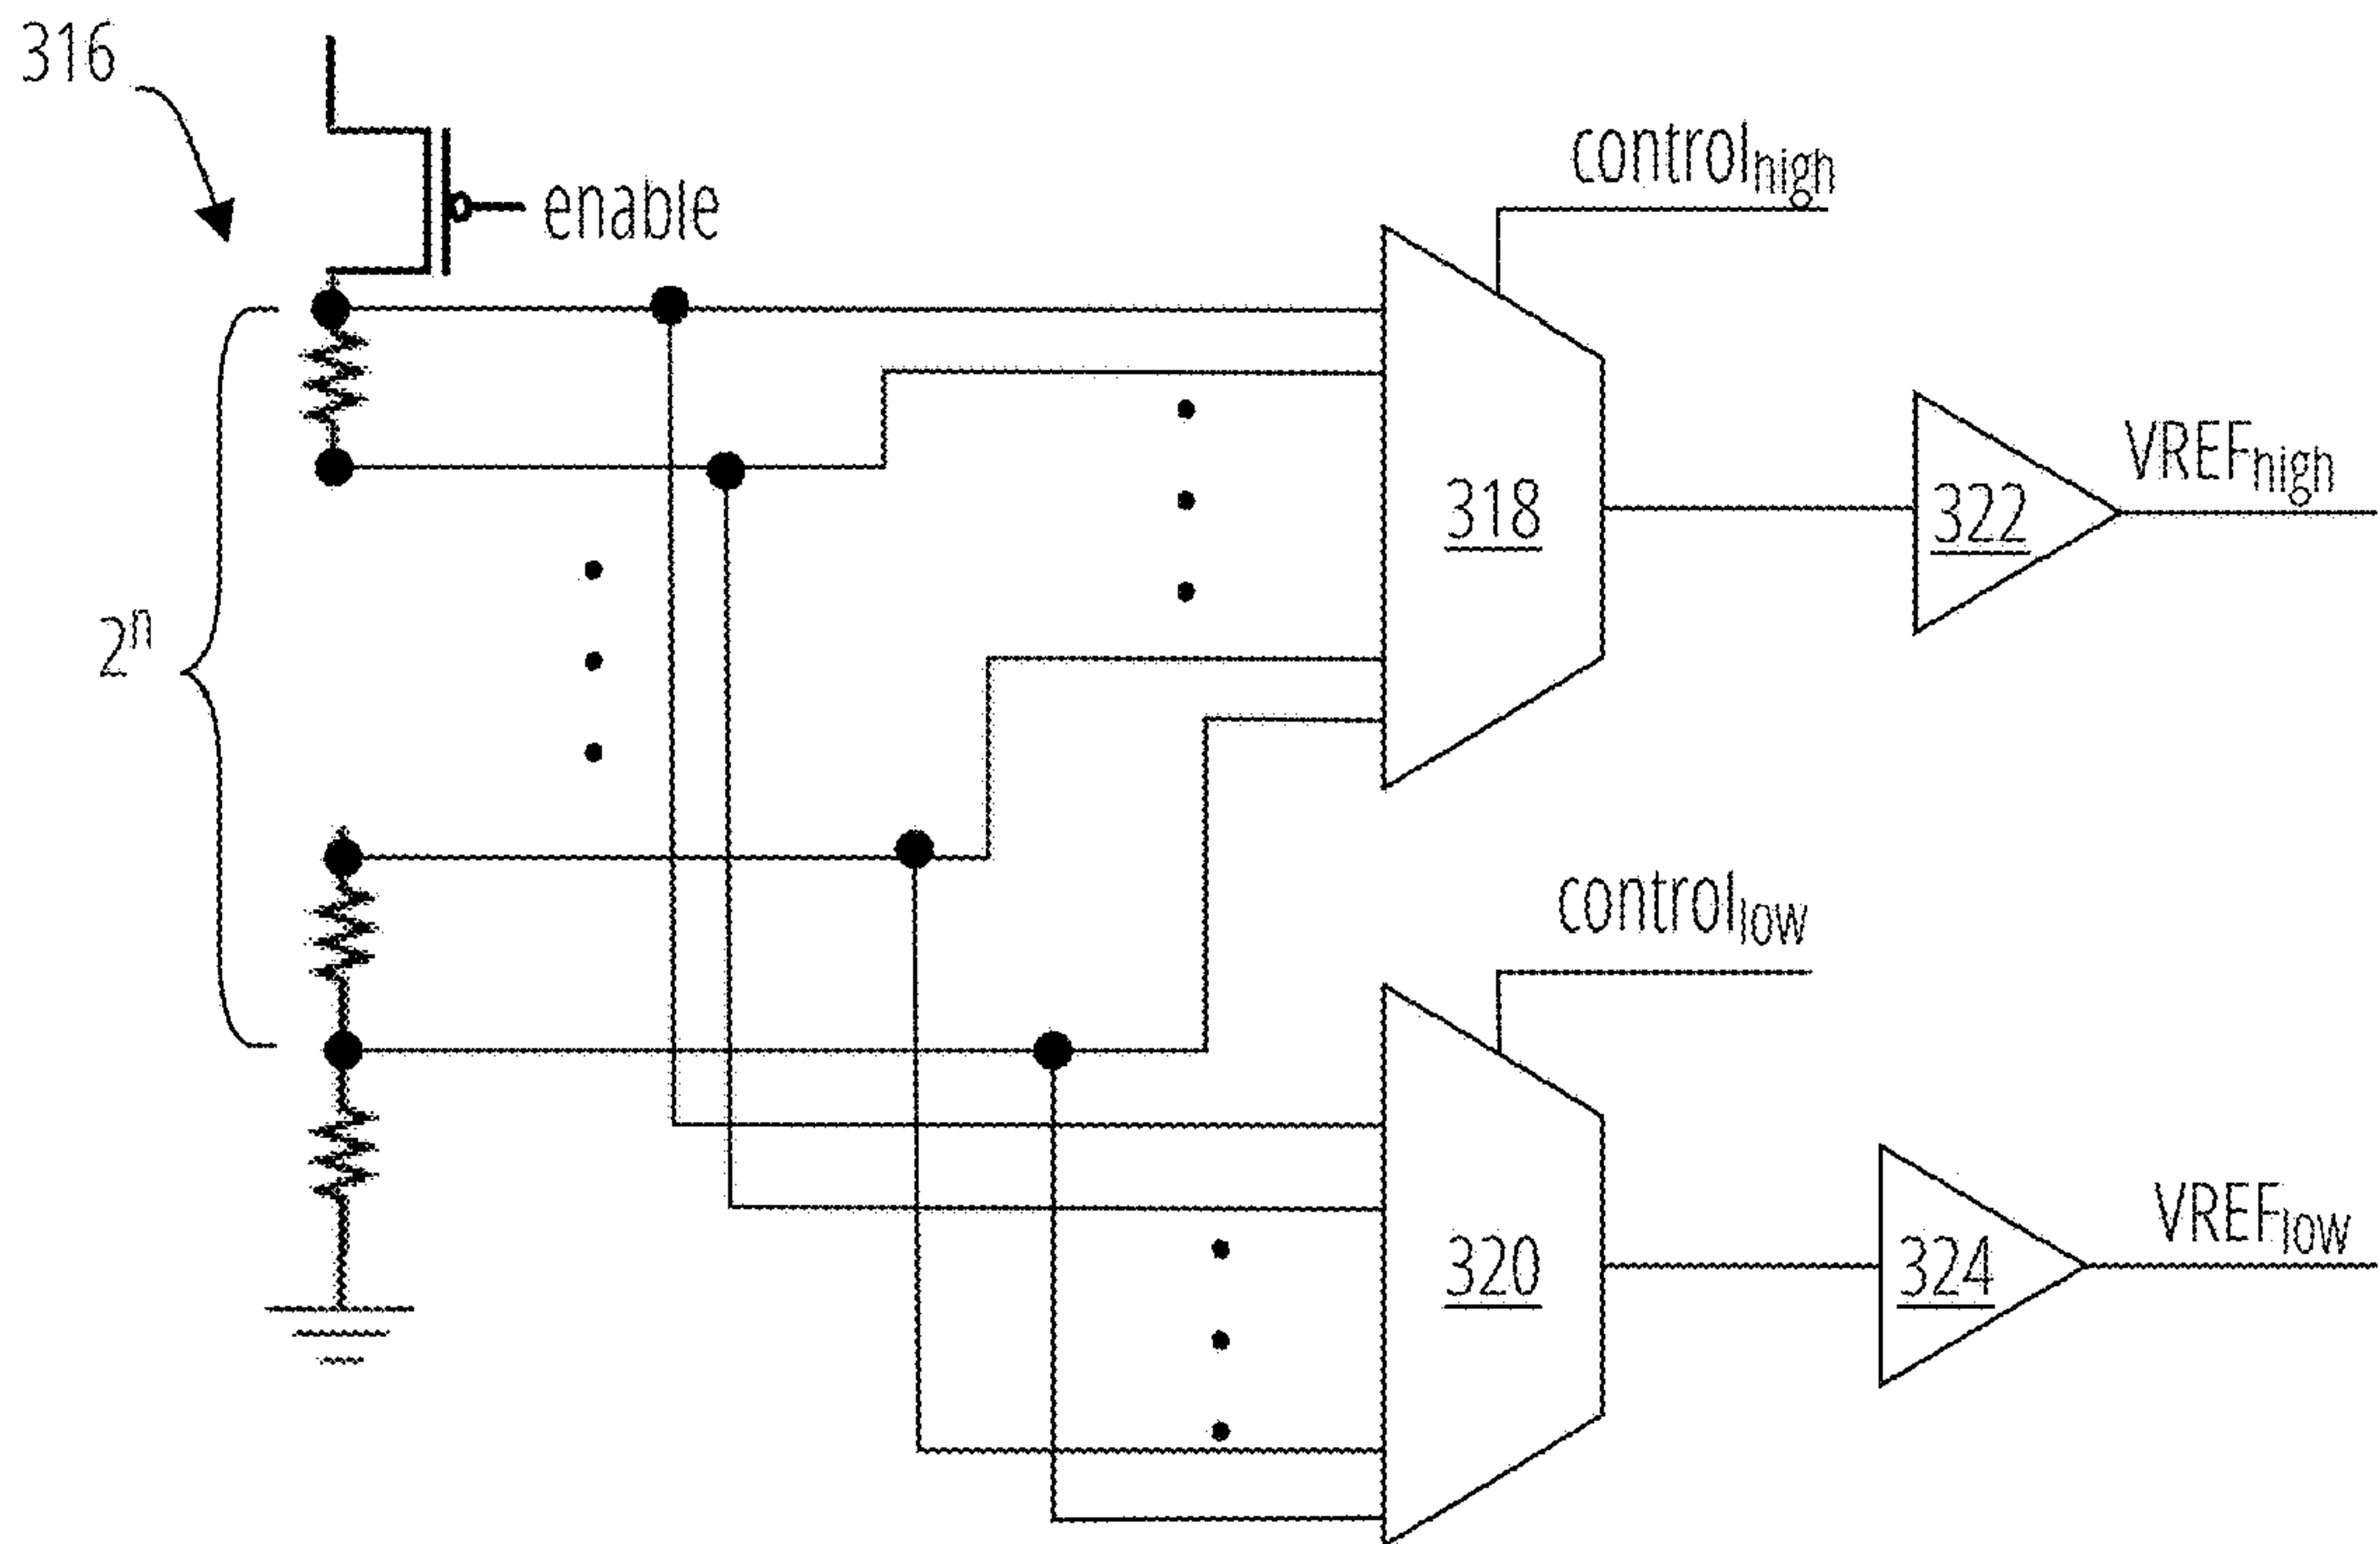 316
control_high
enable
VREF_high
318
322
2^n
control_low
VREF_low
320
324